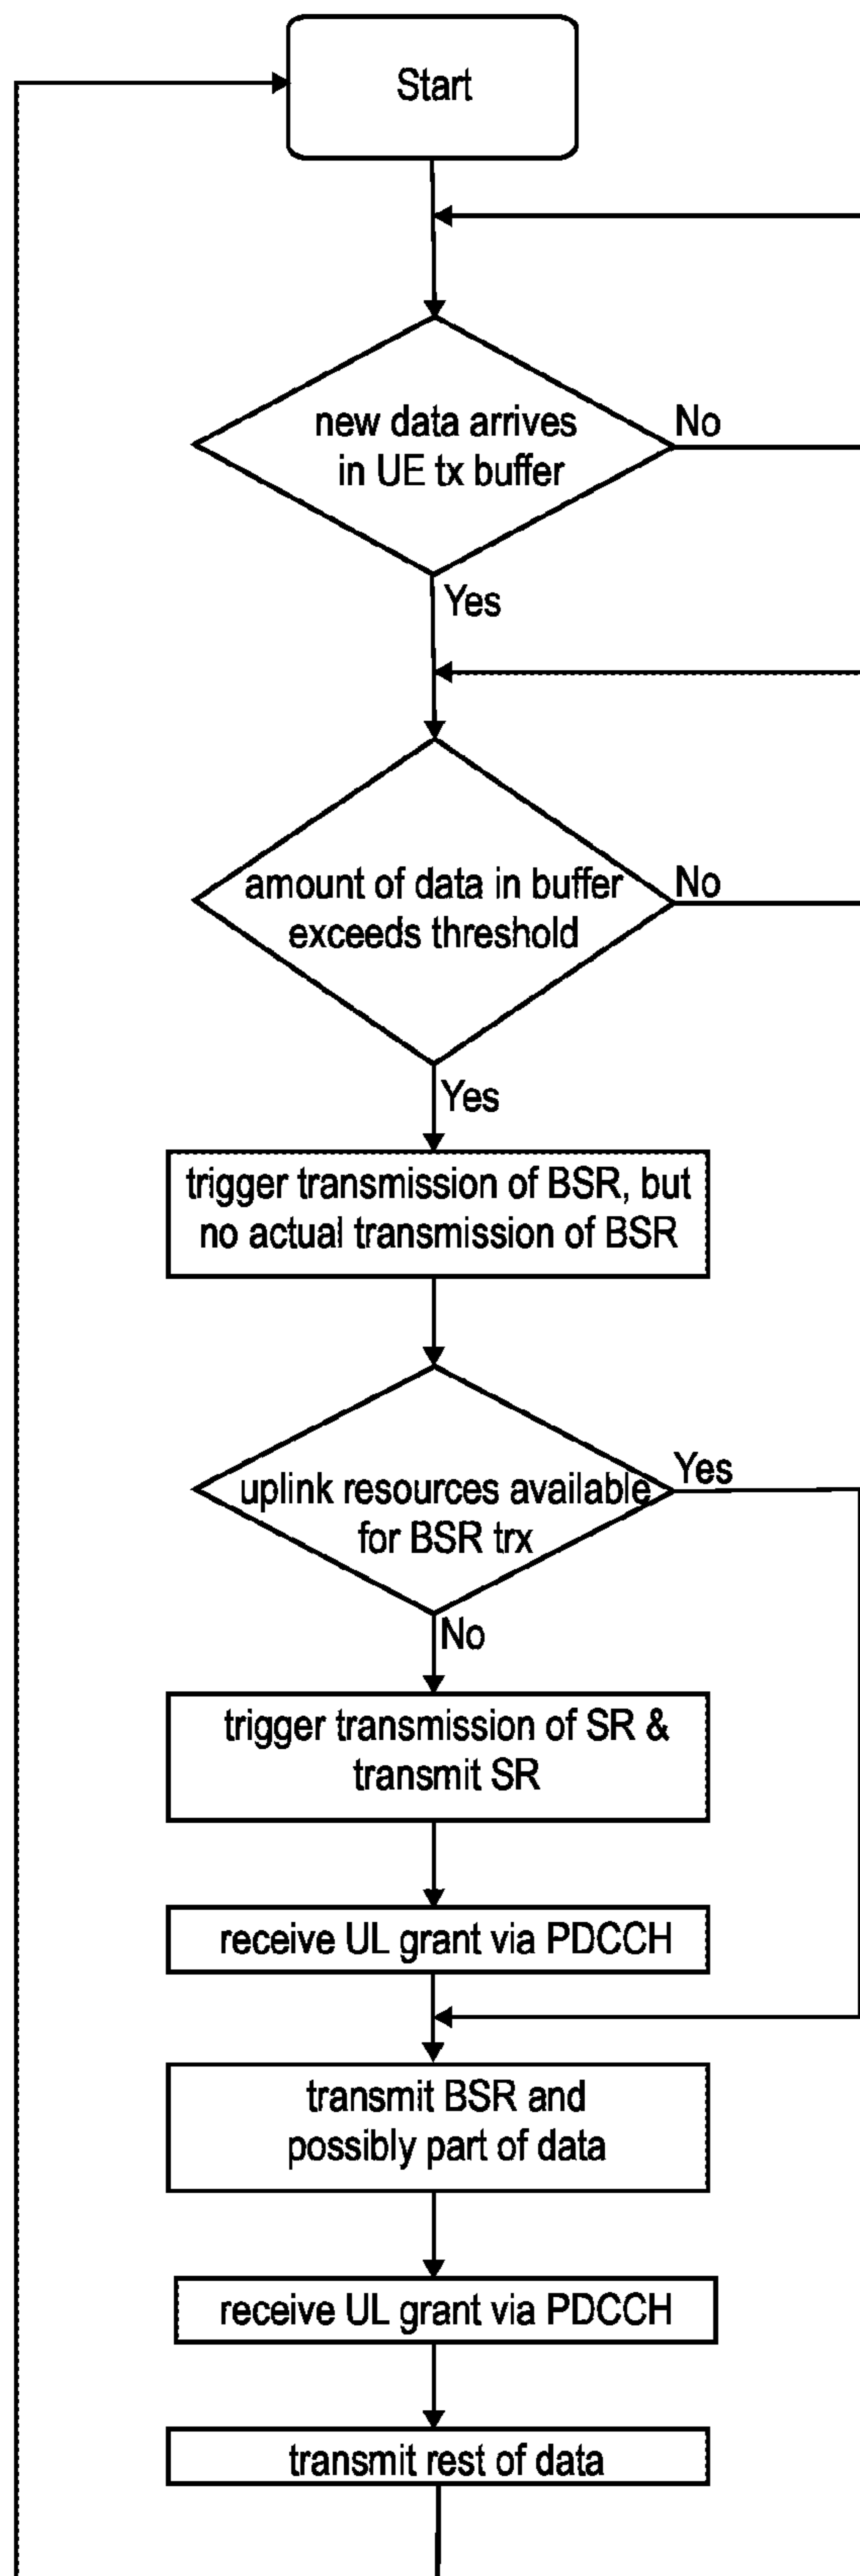 Start
new data arrives
in UE tx buffer
No
Yes
amount of data in buffer
exceeds threshold
No
Yes
trigger transmission of BSR, but
no actual transmission of BSR
uplink resources available
for BSR trx
Yes
No
trigger transmission of SR &
transmit SR
receive UL grant via PDCCH
transmit BSR and
possibly part of data
receive UL grant via PDCCH
transmit rest of data